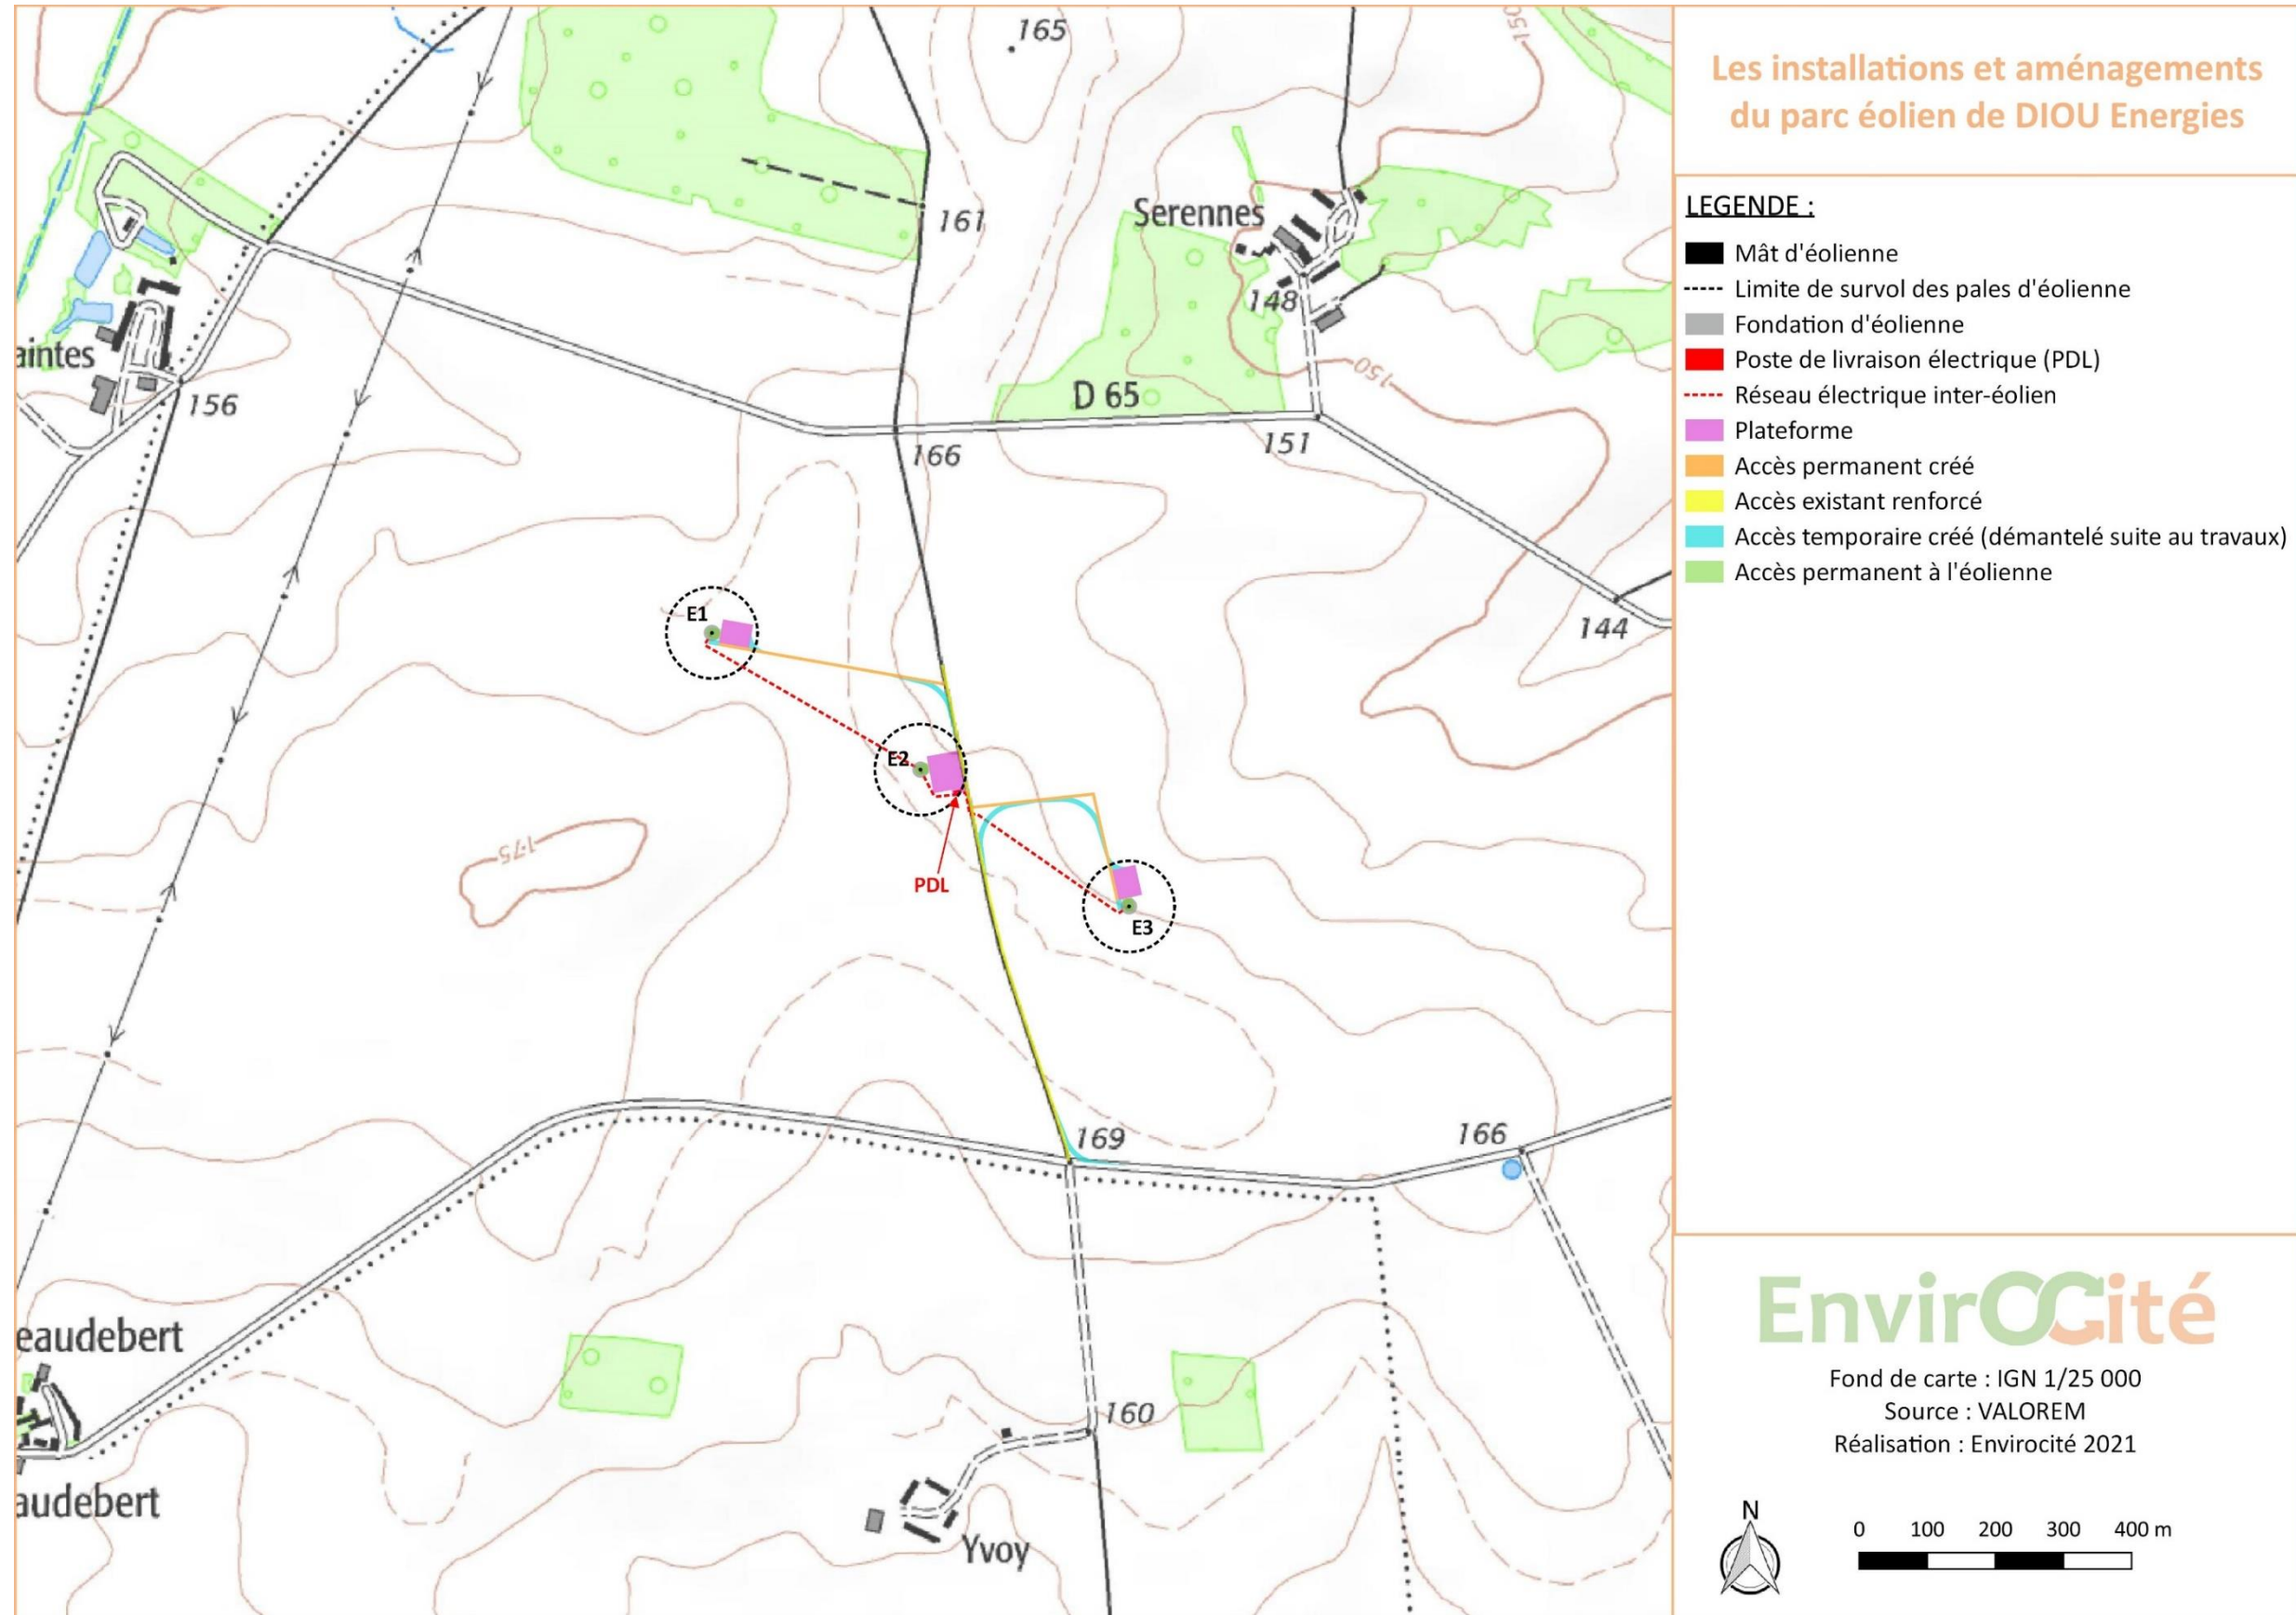 Les installations et aménagements
du parc éolien de DIOU Energies
LEGENDE :
Mât d'éolienne
Limite de survol des pales d'éolienne
Fondation d'éolienne
Poste de livraison électrique (PDL)
Réseau électrique inter-éolien
Plateforme
Accès permanent créé
Accès existant renforcé
Accès temporaire créé (démantelé suite au travaux)
Accès permanent à l'éolienne
165
150
161
Serennes
148
aintes
156
D 65
150
166
151
144
E1
E2
175
PDL
E3
169
166
eaudebert
160
audebert
Yvoy
EnvirOCité
Fond de carte : IGN 1/25 000
Source : VALOREM
Réalisation : Envirocité 2021
N
0 100 200 300 400 m